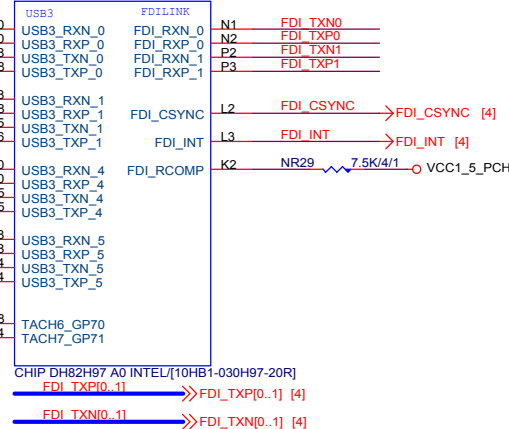 USB3 FDILINK
USB3_RXN_0 FDI_RXN_0 N1 FDI_TXN0
USB3_RXP_0 FDI_RXP_0 N2 FDI_TXP0
USB3_TXN_0 FDI_RXN_1 P2 FDI_TXN1
USB3_TXP_0 FDI_RXP_1 P3 FDI_TXP1
USB3_RXN_1
USB3_RXP_1 FDI_CSYNC L2 FDI_CSYNC FDI_CSYNC [4]
USB3_TXN_1
USB3_TXP_1 FDI_INT L3 FDI_INT FDI_INT [4]
USB3_RXN_4 FDI_RCOMP K2 NR29 7.5K/4/1 VCC1_5_PCH
USB3_RXP_4
USB3_TXN_4
USB3_TXP_4
USB3_RXN_5
USB3_RXP_5
USB3_TXN_5
USB3_TXP_5
TACH6_GP70
TACH7_GP71
CHIP DH82H97 A0 INTEL/[10HB1-030H97-20R]
FDI_TXP[0..1] FDI_TXP[0..1] [4]
FDI_TXN[0..1] FDI_TXN[0..1] [4]